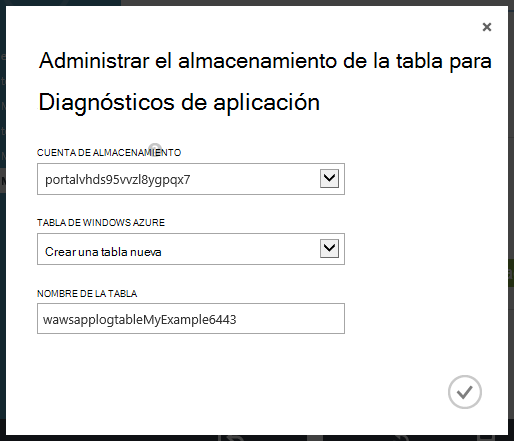 Administrar el almacenamiento de la tabla para
Diagnósticos de aplicación
CUENTA DE ALMACENAMIENTO
portalvhds95vvzl8ygpqx7
TABLA DE WINDOWS AZURE
Crear una tabla nueva
NOMBRE DE LA TABLA
wawsapplogtableMyExample6443